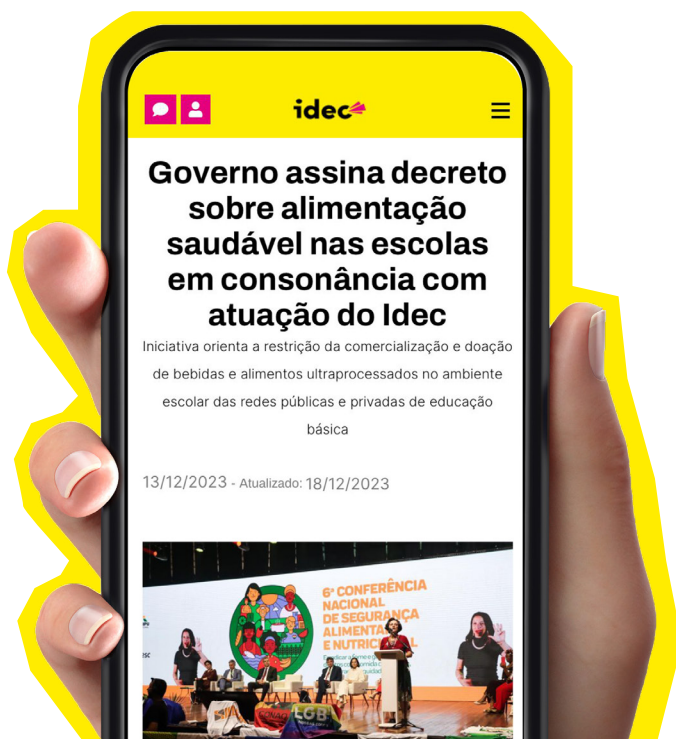 idec
Governo assina decreto
sobre alimentação
saudável nas escolas
em consonância com
atuação do Idec
Iniciativa orienta a restrição da comercialização e doação
de bebidas e alimentos ultraprocessados no ambiente
escolar das redes públicas e privadas de educação
básica
13/12/2023 - Atualizado: 18/12/2023
6ª CONFERÊNCIA
NACIONAL
DE SEGURANÇA
LGB